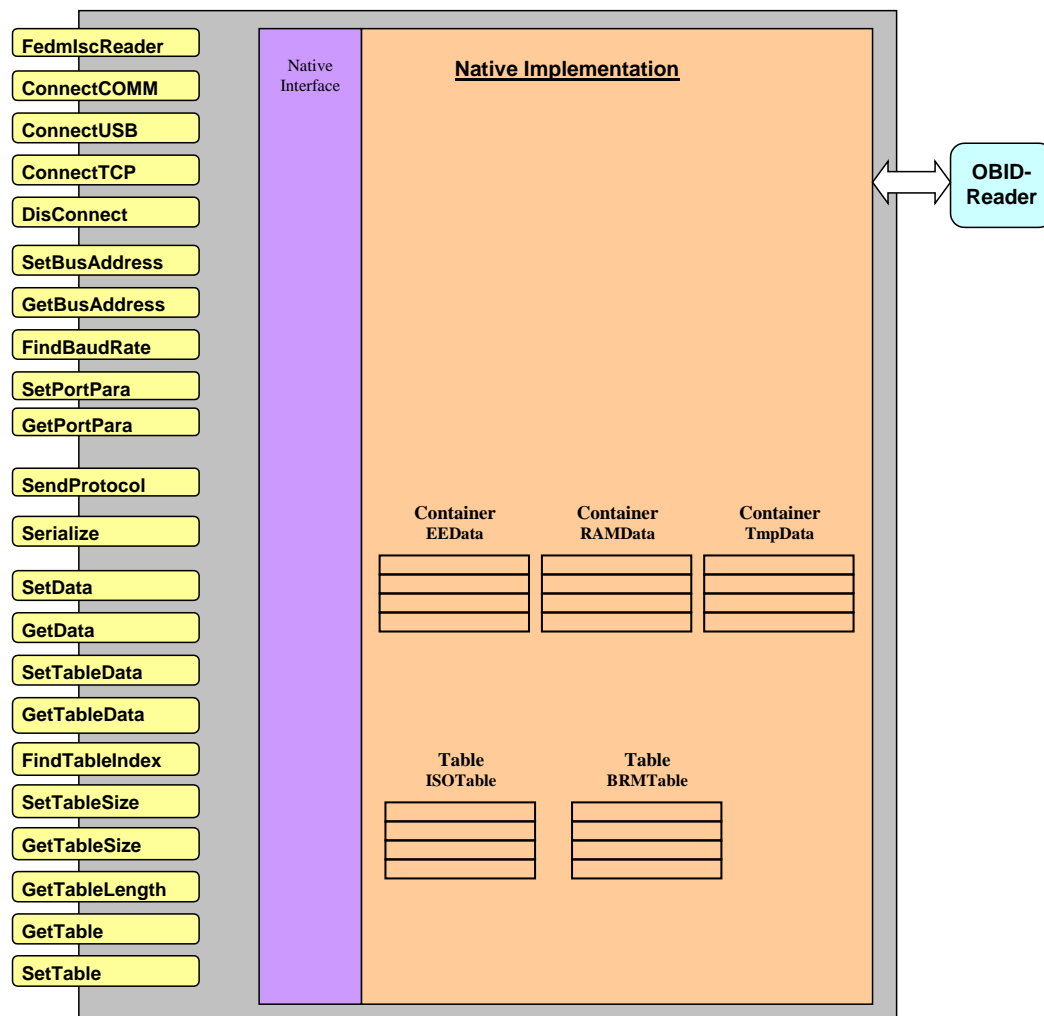 FedmIscReader
ConnectCOMM
ConnectUSB
ConnectTCP
DisConnect
SetBusAddress
GetBusAddress
FindBaudRate
SetPortPara
GetPortPara
SendProtocol
Serialize
SetData
GetData
SetTableData
GetTableData
FindTableIndex
SetTableSize
GetTableSize
GetTableLength
GetTable
SetTable
Native
Interface
Native Implementation
Container
EEData
Container
RAMData
Container
TmpData
Table
ISOTable
Table
BRMTable
OBID-
Reader